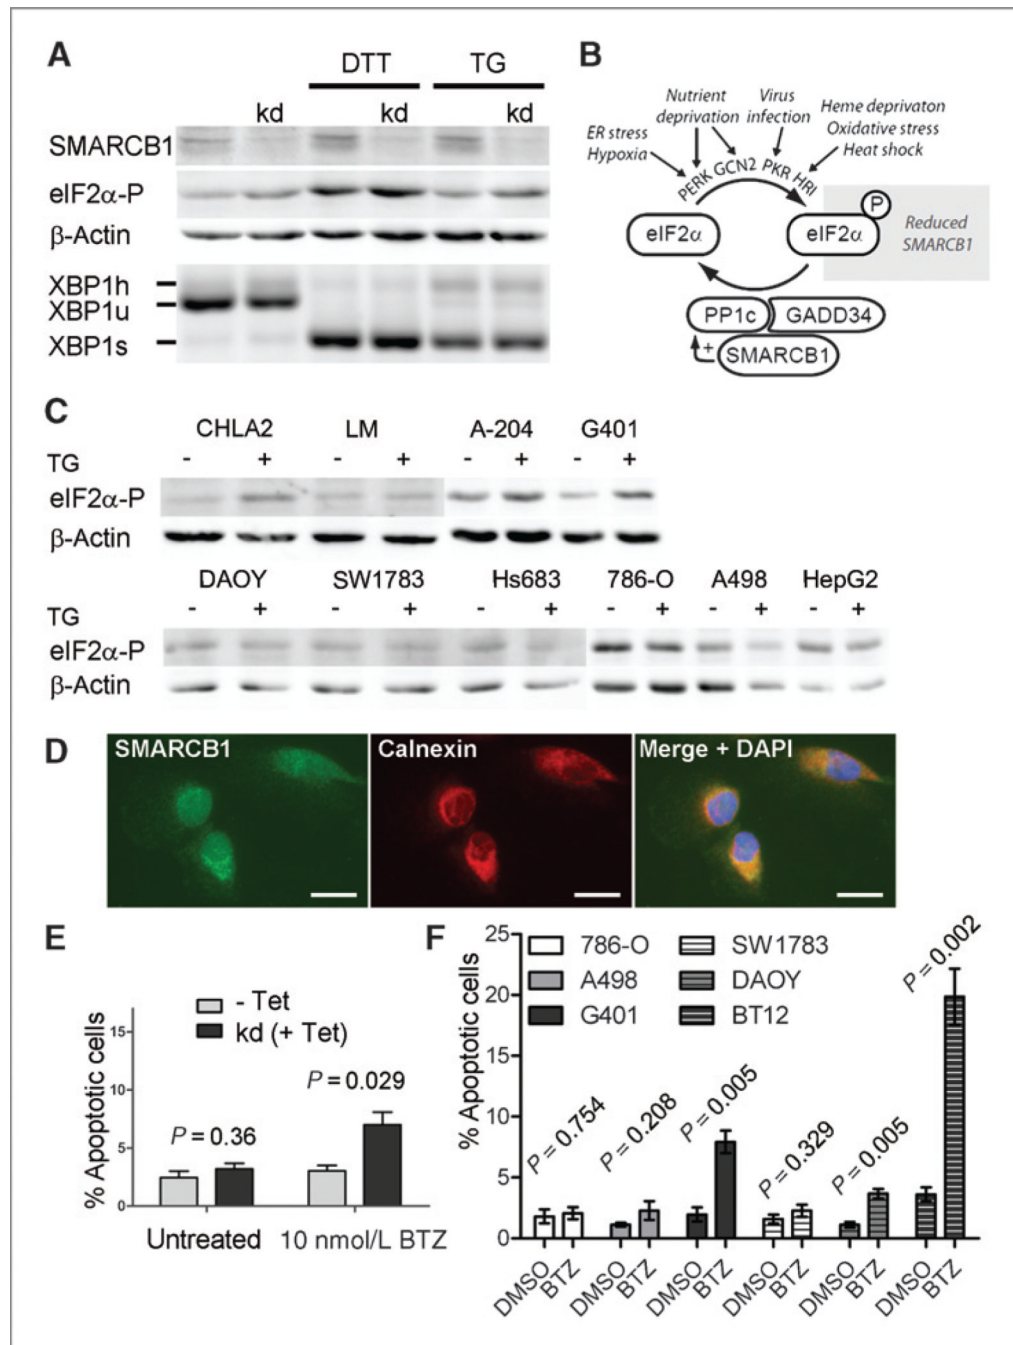 A
DTT TG
kd kd kd
SMARCB1
eIF2α-P
β-Actin
XBP1h
XBP1u
XBP1s
B
Nutrient deprivation
Virus infection
Heme deprivaton
Oxidative stress
Heat shock
ER stress
Hypoxia
PERK GCN2 PKR HRI
P
eIF2α eIF2α
Reduced
SMARCB1
PP1c GADD34
+
SMARCB1
C
CHLA2 LM A-204 G401
TG - + - + - + - +
eIF2α-P
β-Actin
DAOY SW1783 Hs683 786-O A498 HepG2
TG - + - + - + - + - + - +
eIF2α-P
β-Actin
D
SMARCB1 Calnexin Merge + DAPI
E
% Apoptotic cells
15
10
5
0
- Tet
kd (+ Tet)
P = 0.36
P = 0.029
Untreated 10 nmol/L BTZ
F
% Apoptotic cells
25
20
15
10
5
0
786-O SW1783
A498 DAOY
G401 BT12
P = 0.754
P = 0.208
P = 0.005
P = 0.329
P = 0.005
P = 0.002
DMSO BTZ DMSO BTZ DMSO BTZ DMSO BTZ DMSO BTZ DMSO BTZ